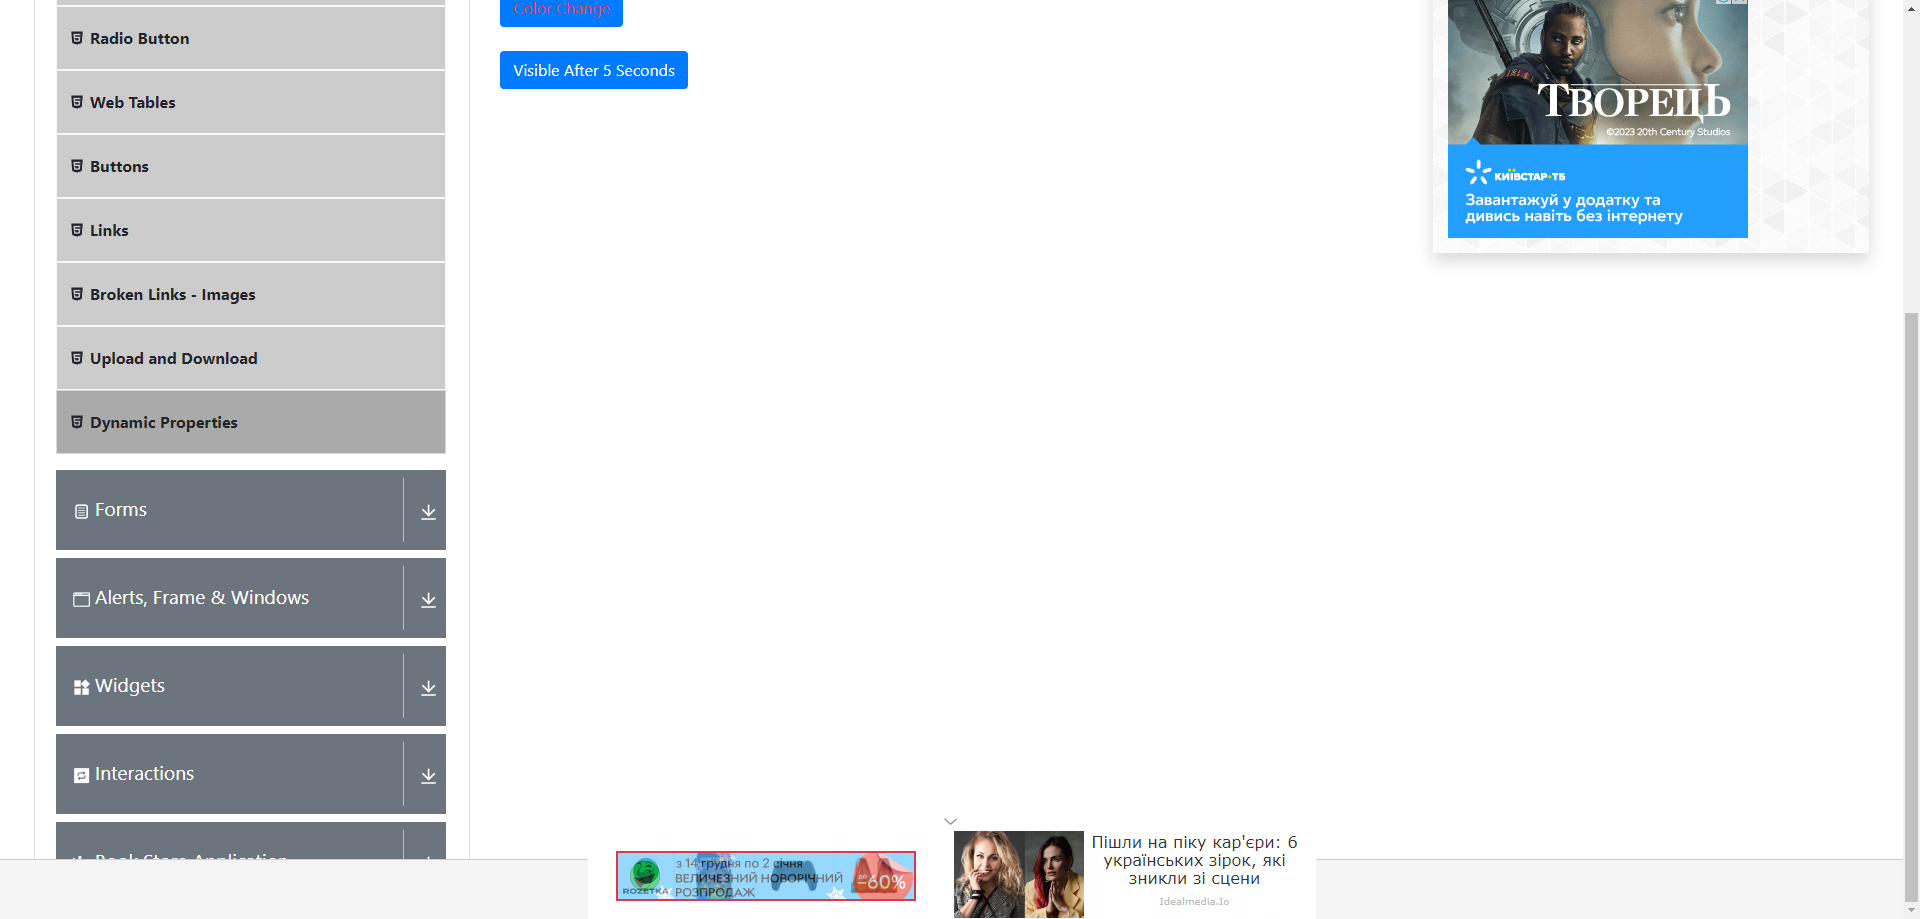 Color Change
Radio Button
Visible After 5 Seconds
Web Tables
Buttons
Links
Broken Links - Images
Upload and Download
Dynamic Properties
Forms
Alerts, Frame & Windows
Widgets
Interactions
Book Store Application
ТВОРЕЦЬ
©2023 20th Century Studios
КИЇВСТАР·ТБ
Завантажуй у додатку та
дивись навіть без інтернету
з 14 грудня по 2 січня
ВЕЛИЧЕЗНИЙ НОВОРІЧНИЙ
РОЗПРОДАЖ
ROZETKA
до
–60%
Пішли на піку кар'єри: 6
українських зірок, які
зникли зі сцени
Idealmedia.Io